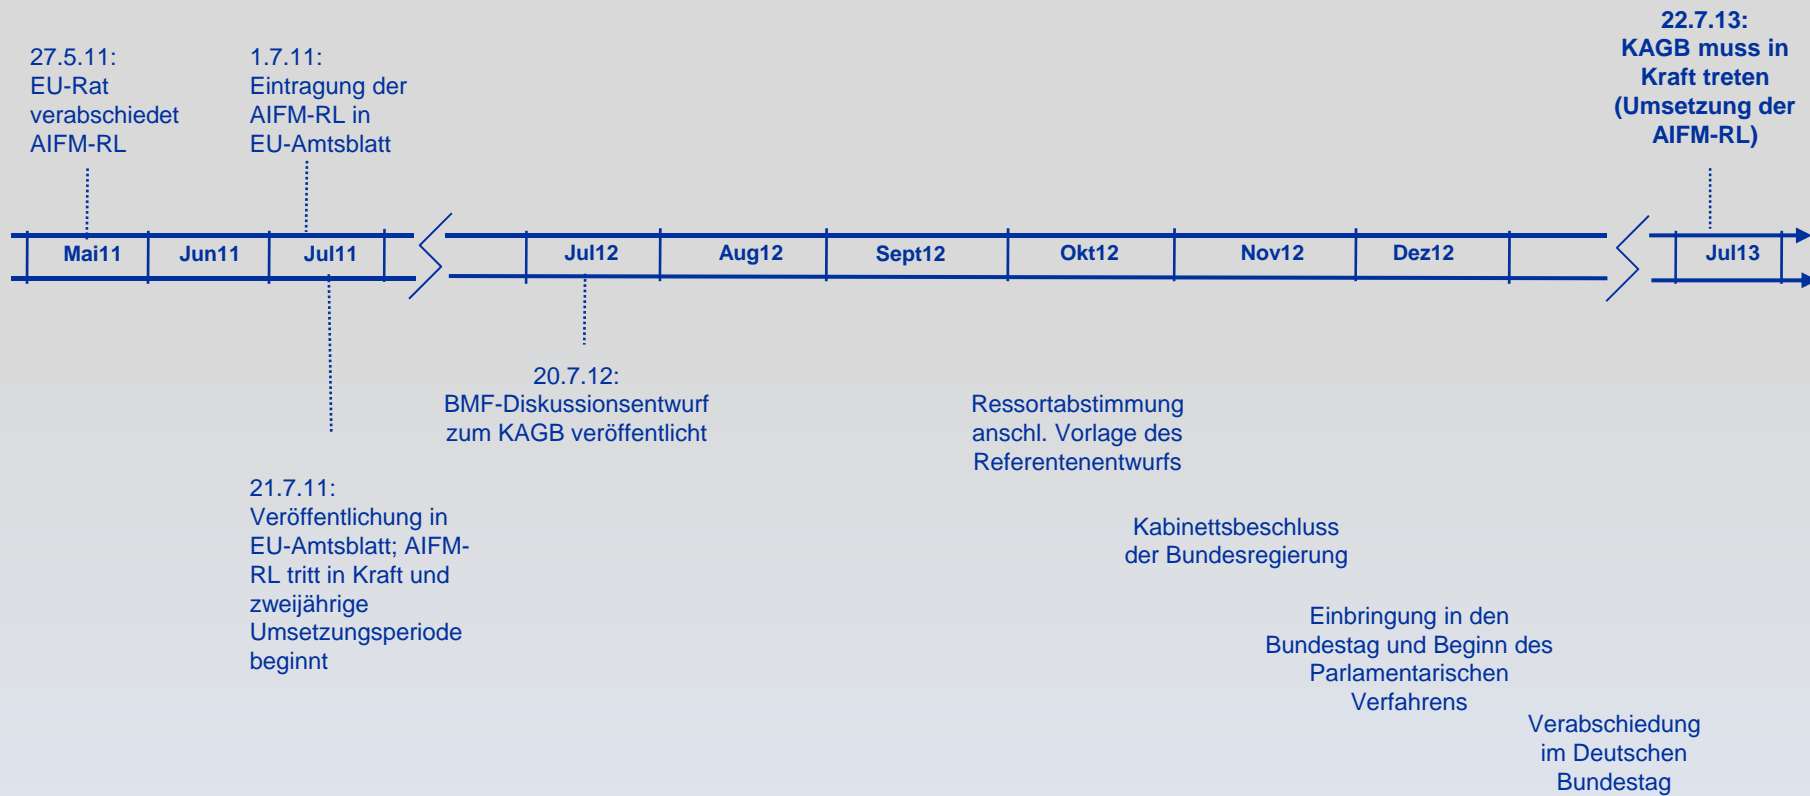 27.5.11:
EU-Rat
verabschiedet
AIFM-RL
1.7.11:
Eintragung der
AIFM-RL in
EU-Amtsblatt
22.7.13:
KAGB muss in
Kraft treten
(Umsetzung der
AIFM-RL)
Mai11 Jun11 Jul11 Jul12 Aug12 Sept12 Okt12 Nov12 Dez12 Jul13
20.7.12:
BMF-Diskussionsentwurf
zum KAGB veröffentlicht
Ressortabstimmung
anschl. Vorlage des
Referentenentwurfs
21.7.11:
Veröffentlichung in
EU-Amtsblatt; AIFM-
RL tritt in Kraft und
zweijährige
Umsetzungsperiode
beginnt
Kabinettsbeschluss
der Bundesregierung
Einbringung in den
Bundestag und Beginn des
Parlamentarischen
Verfahrens
Verabschiedung
im Deutschen
Bundestag